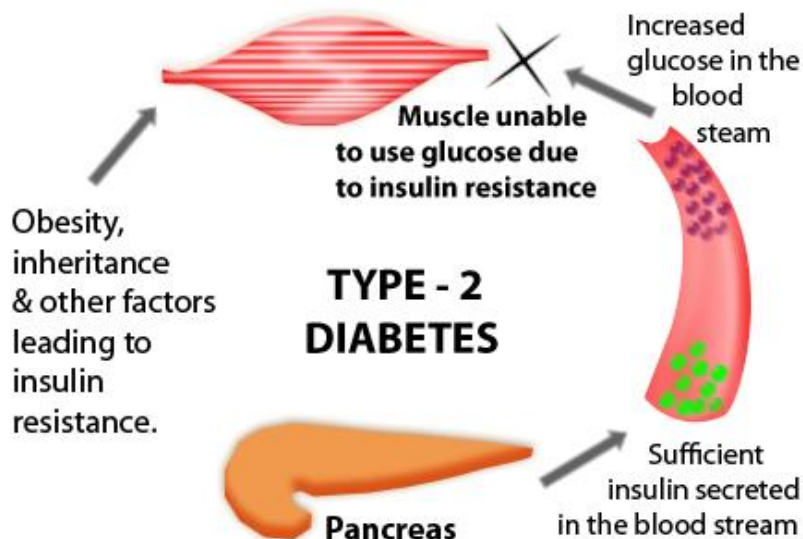 Increased
glucose in the
blood
steam
Muscle unable
to use glucose due
to insulin resistance
Obesity,
inheritance
& other factors
leading to
insulin
resistance.
TYPE - 2
DIABETES
Sufficient
insulin secreted
in the blood stream
Pancreas